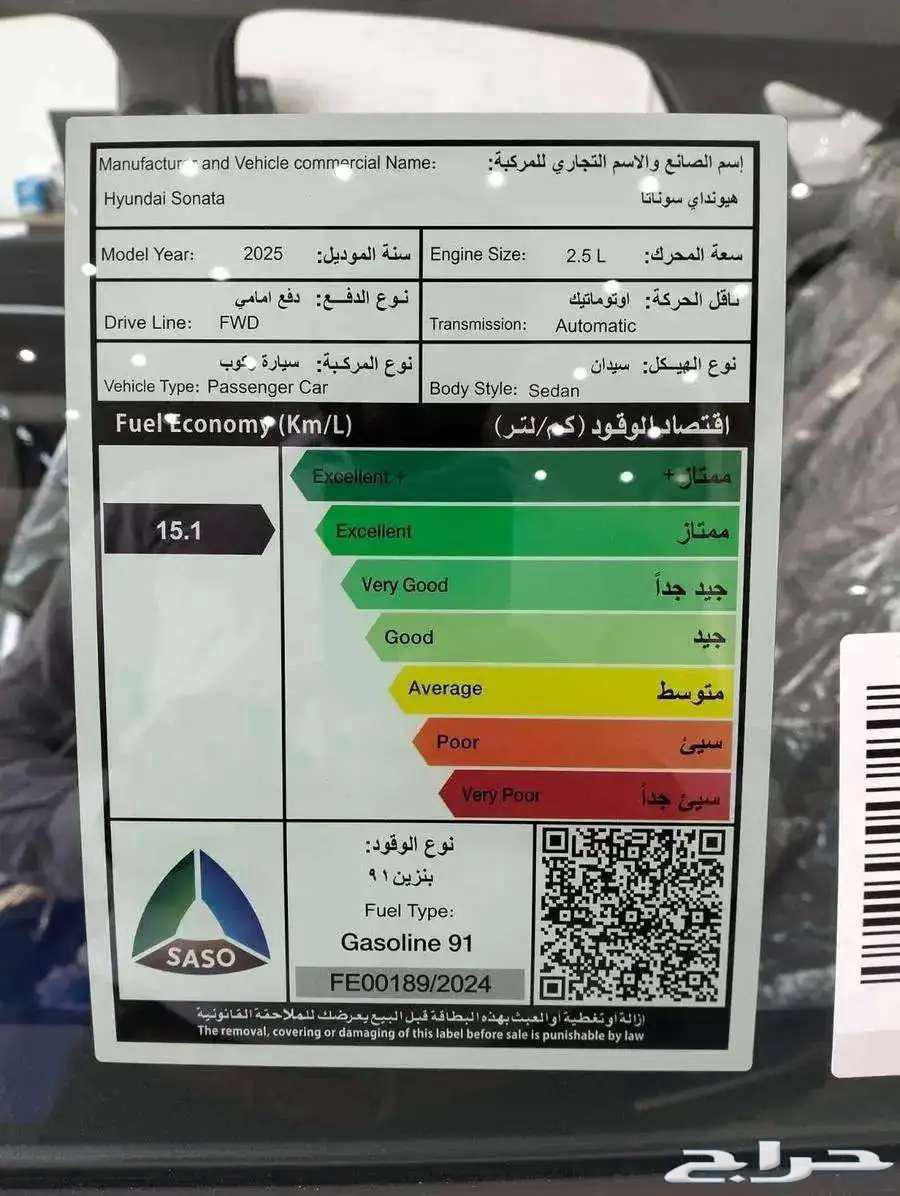 Manufacturer and Vehicle commercial Name: إسم الصانع والاسم التجاري للمركبة:
Hyundai Sonata هيونداي سوناتا
Model Year: 2025 سنة الموديل:
Engine Size: 2.5 L سعة المحرك:
نوع الدفع: دفع امامي
Drive Line: FWD
ناقل الحركة: اوتوماتيك
Transmission: Automatic
نوع المركبة: سيارة ركوب
Vehicle Type: Passenger Car
نوع الهيكل: سيدان
Body Style: Sedan
Fuel Economy (Km/L) اقتصاد الوقود (كم/لتر)
Excellent + ممتاز +
15.1
Excellent ممتاز
Very Good جيد جداً
Good جيد
Average متوسط
Poor سيئ
Very Poor سيئ جداً
SASO
نوع الوقود:
بنزين ٩١
Fuel Type:
Gasoline 91
FE00189/2024
إزالة أو تغطية أو العبث بهذه البطاقة قبل البيع يعرضك للملاحقة القانونية
The removal, covering or damaging of this label before sale is punishable by law
حراج